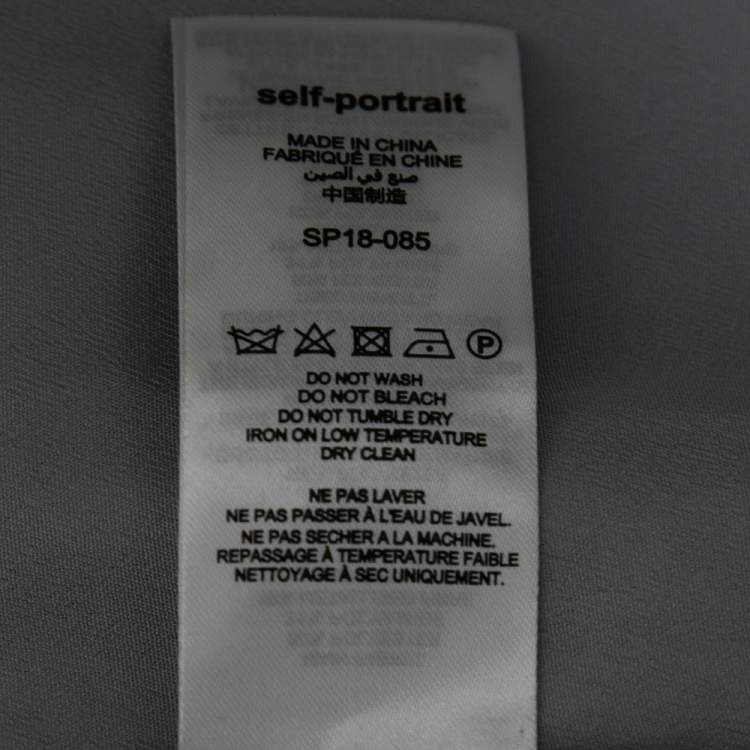 self-portrait
MADE IN CHINA
FABRIQUÉ EN CHINE
صنع في الصين
中国制造
SP18-085
P
DO NOT WASH
DO NOT BLEACH
DO NOT TUMBLE DRY
IRON ON LOW TEMPERATURE
DRY CLEAN
NE PAS LAVER
NE PAS PASSER À L'EAU DE JAVEL.
NE PAS SECHER A LA MACHINE.
REPASSAGE À TEMPERATURE FAIBLE
NETTOYAGE À SEC UNIQUEMENT.